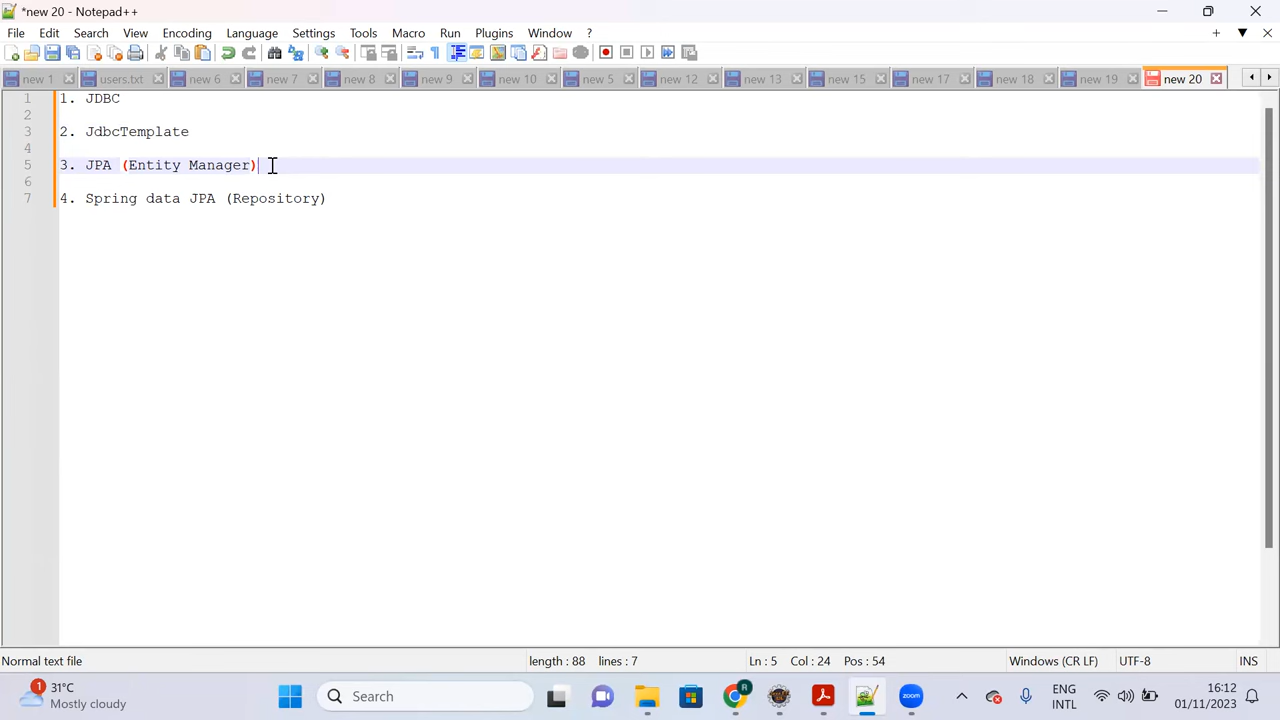 *new 20 - Notepad++
File Edit Search View Encoding Language Settings Tools Macro Run Plugins Window ?
new 1 users.txt new 6 new 7 new 8 new 9 new 10 new 5 new 12 new 13 new 15 new 17 new 18 new 19 new 20
1 1. JDBC
2
3 2. JdbcTemplate
4
5 3. JPA (Entity Manager)
6
7 4. Spring data JPA (Repository)
Normal text file length : 88 lines : 7 Ln : 5 Col : 24 Pos : 54 Windows (CR LF) UTF-8 INS
1 31°C Mostly cloudy
Search
R
zoom
ENG INTL
16:12
01/11/2023